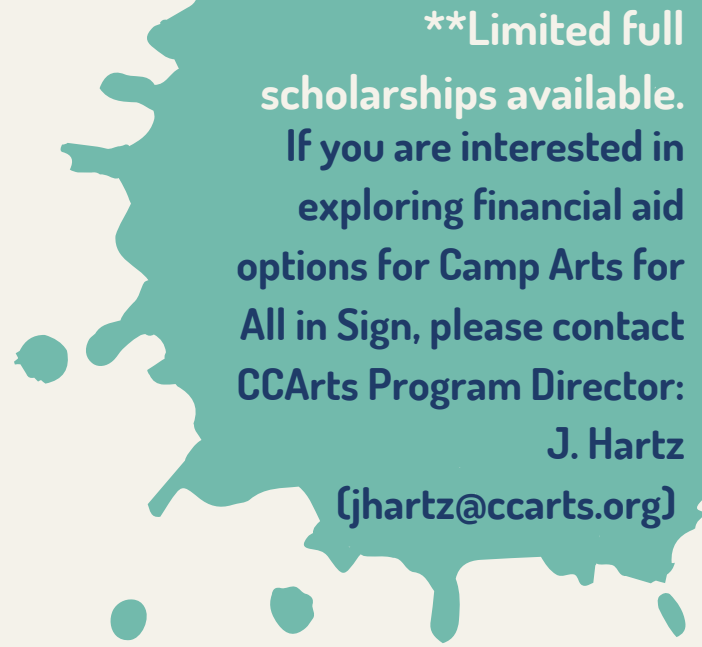 **Limited full
scholarships available.
If you are interested in
exploring financial aid
options for Camp Arts for
All in Sign, please contact
CCArts Program Director:
J. Hartz
(jhartz@ccarts.org)